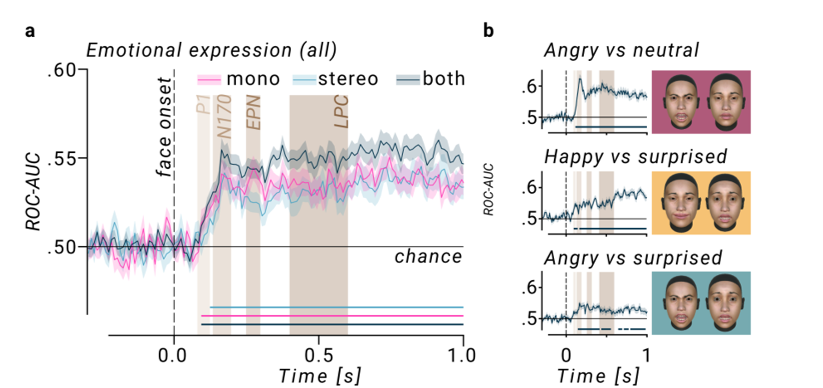 a
Emotional expression (all)
.60
.55
.50
ROC-AUC
face onset
mono
stereo
both
P1
N170
EPN
LPC
chance
0.0
0.5
1.0
Time [s]
b
Angry vs neutral
.6
.5
Happy vs surprised
.6
.5
ROC-AUC
Angry vs surprised
.6
.5
0
1
Time [s]